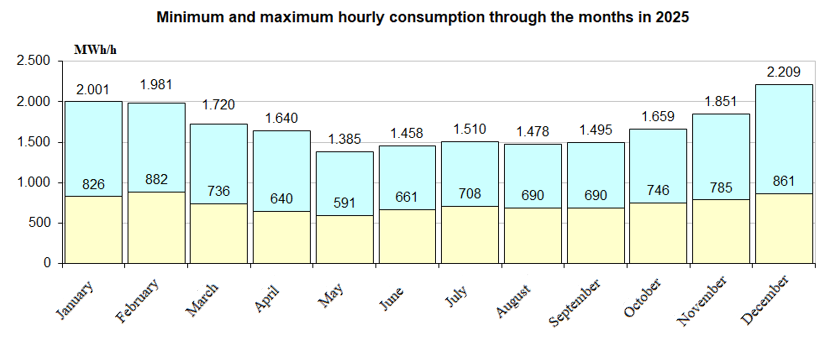 Minimum and maximum hourly consumption through the months in 2025
MWh/h
2.500
2.000
1.500
1.000
500
0
2.001
1.981
1.720
1.640
1.385
1.458
1.510
1.478
1.495
1.659
1.851
2.209
826
882
736
640
591
661
708
690
690
746
785
861
January
February
March
April
May
June
July
August
September
October
November
December